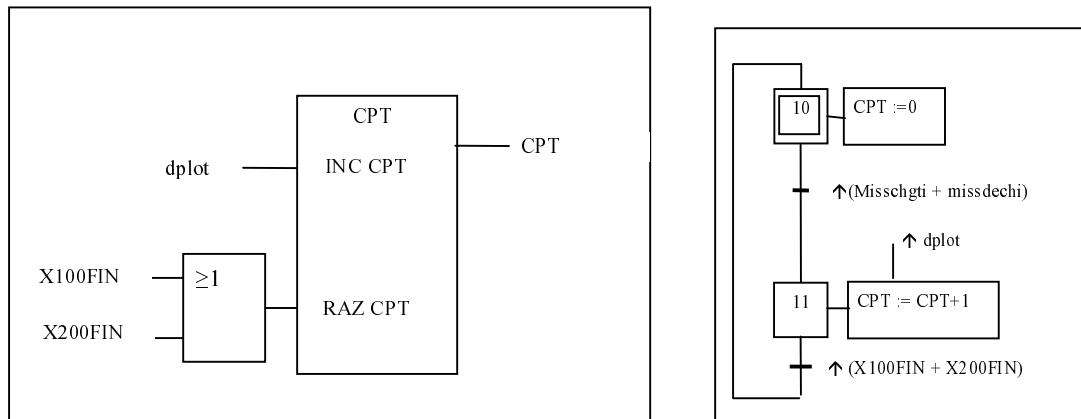 CPT
dplot
INC CPT
CPT
X100FIN
≥1
X200FIN
RAZ CPT
10
CPT :=0
↑(Misschgti + missdechi)
↑ dplot
11
CPT := CPT+1
↑ (X100FIN + X200FIN)